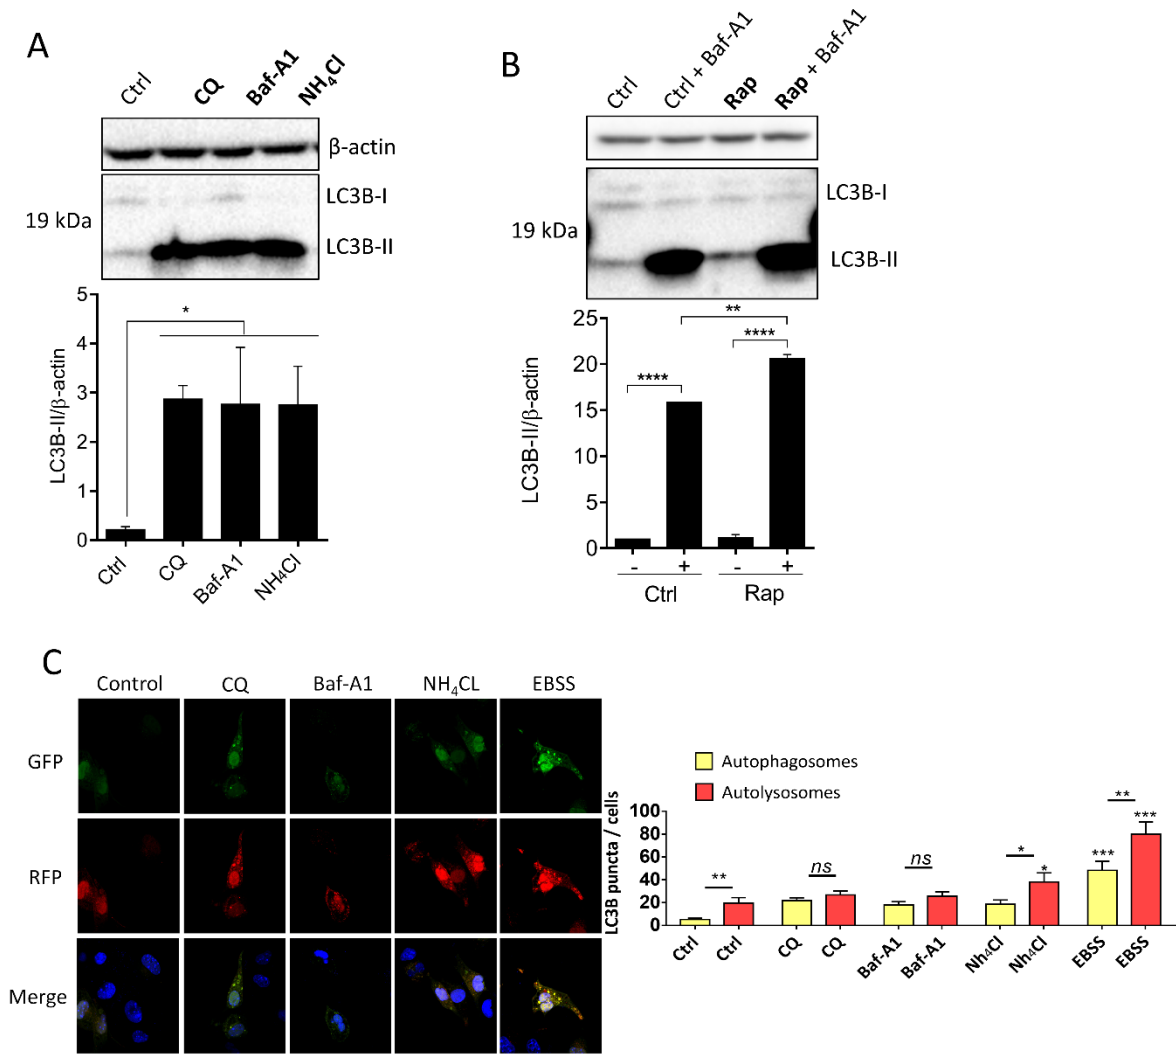 A
Ctrl
CQ
Baf-A1
NH₄Cl
β-actin
LC3B-I
19 kDa
LC3B-II
LC3B-II/β-actin
5
4
3
2
1
0
*
Ctrl
CQ
Baf-A1
NH₄Cl
B
Ctrl
Ctrl + Baf-A1
Rap
Rap + Baf-A1
LC3B-I
19 kDa
LC3B-II
LC3B-II/β-actin
25
20
15
10
5
0
****
**
****
- + - +
Ctrl Rap
C
Control CQ Baf-A1 NH₄CL EBSS
GFP
RFP
Merge
Autophagosomes
Autolysosomes
LC3B puncta / cells
100
80
60
40
20
0
**
ns
ns
*
*
***
**
***
Ctrl
Ctrl
CQ
CQ
Baf-A1
Baf-A1
Nh₄Cl
Nh₄Cl
EBSS
EBSS